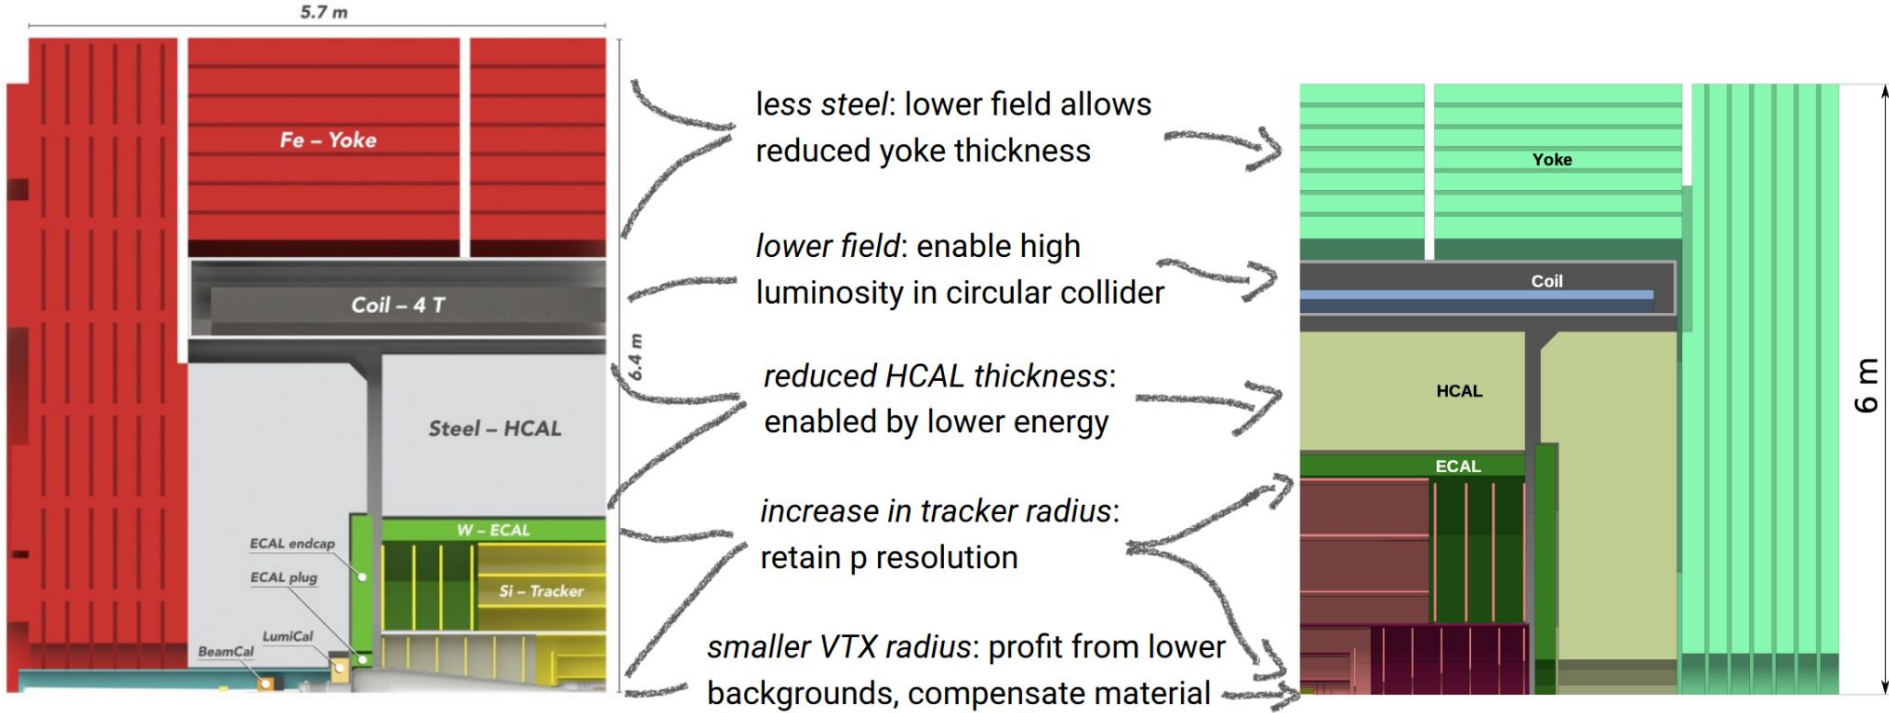 5.7 m
Fe – Yoke
Coil – 4 T
6.4 m
Steel – HCAL
W – ECAL
ECAL endcap
ECAL plug
Si – Tracker
LumiCal
BeamCal
less steel: lower field allows
reduced yoke thickness
lower field: enable high
luminosity in circular collider
reduced HCAL thickness:
enabled by lower energy
increase in tracker radius:
retain p resolution
smaller VTX radius: profit from lower
backgrounds, compensate material
Yoke
Coil
HCAL
ECAL
6 m